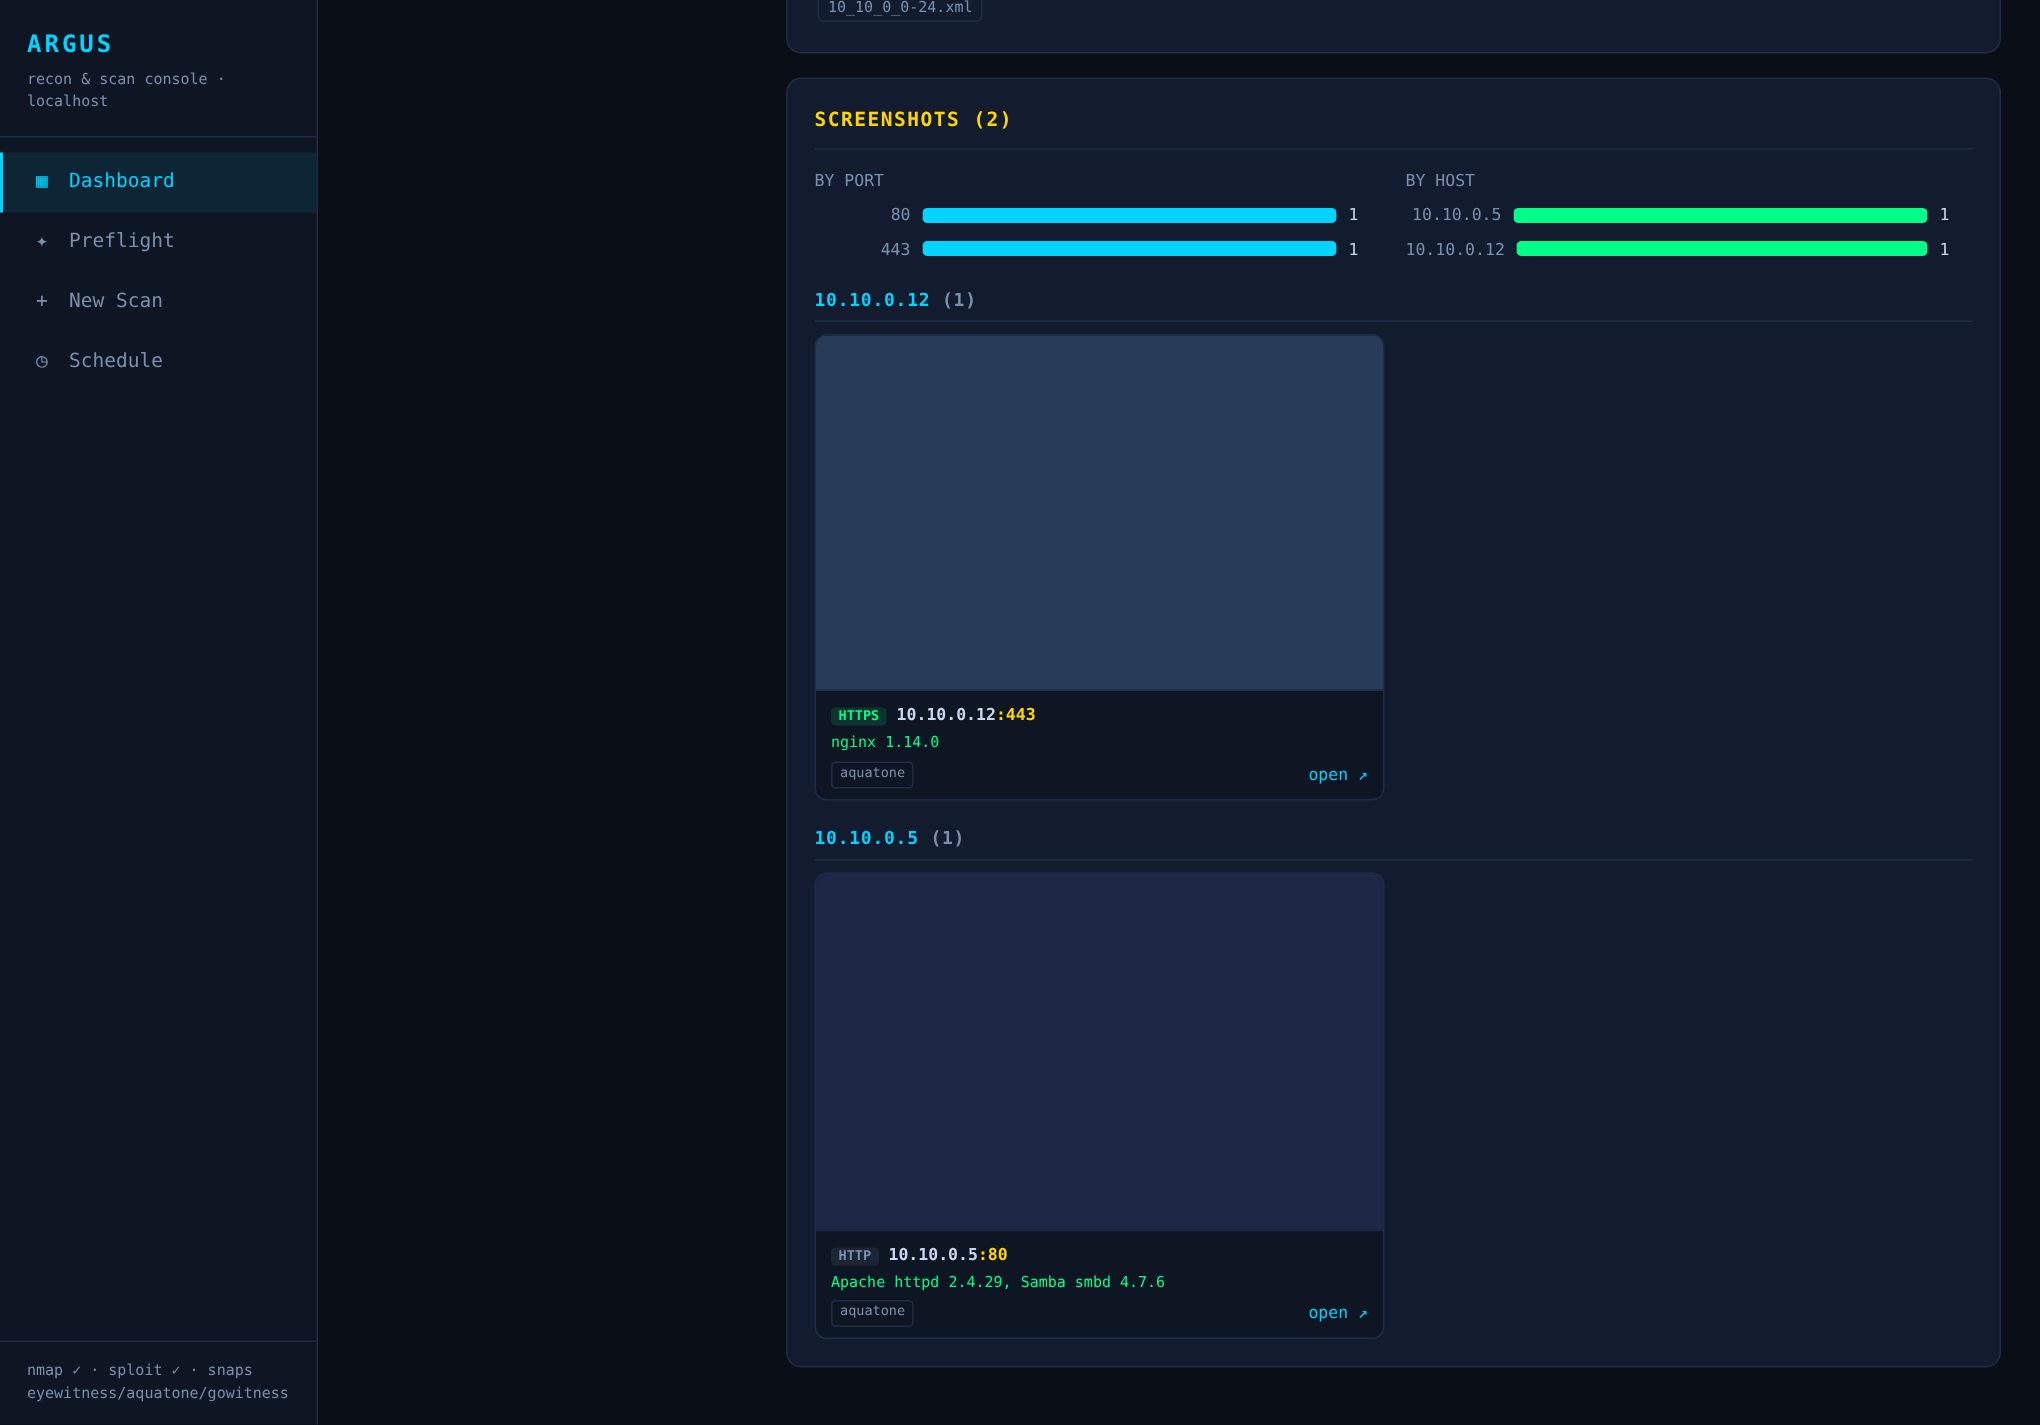 ARGUS
recon & scan console ·
localhost
▦ Dashboard
✦ Preflight
+ New Scan
◷ Schedule
nmap ✓ · sploit ✓ · snaps
eyewitness/aquatone/gowitness
10_10_0_0-24.xml
SCREENSHOTS (2)
BY PORT
80 1
443 1
BY HOST
10.10.0.5 1
10.10.0.12 1
10.10.0.12 (1)
HTTPS 10.10.0.12:443
nginx 1.14.0
aquatone open ↗
10.10.0.5 (1)
HTTP 10.10.0.5:80
Apache httpd 2.4.29, Samba smbd 4.7.6
aquatone open ↗